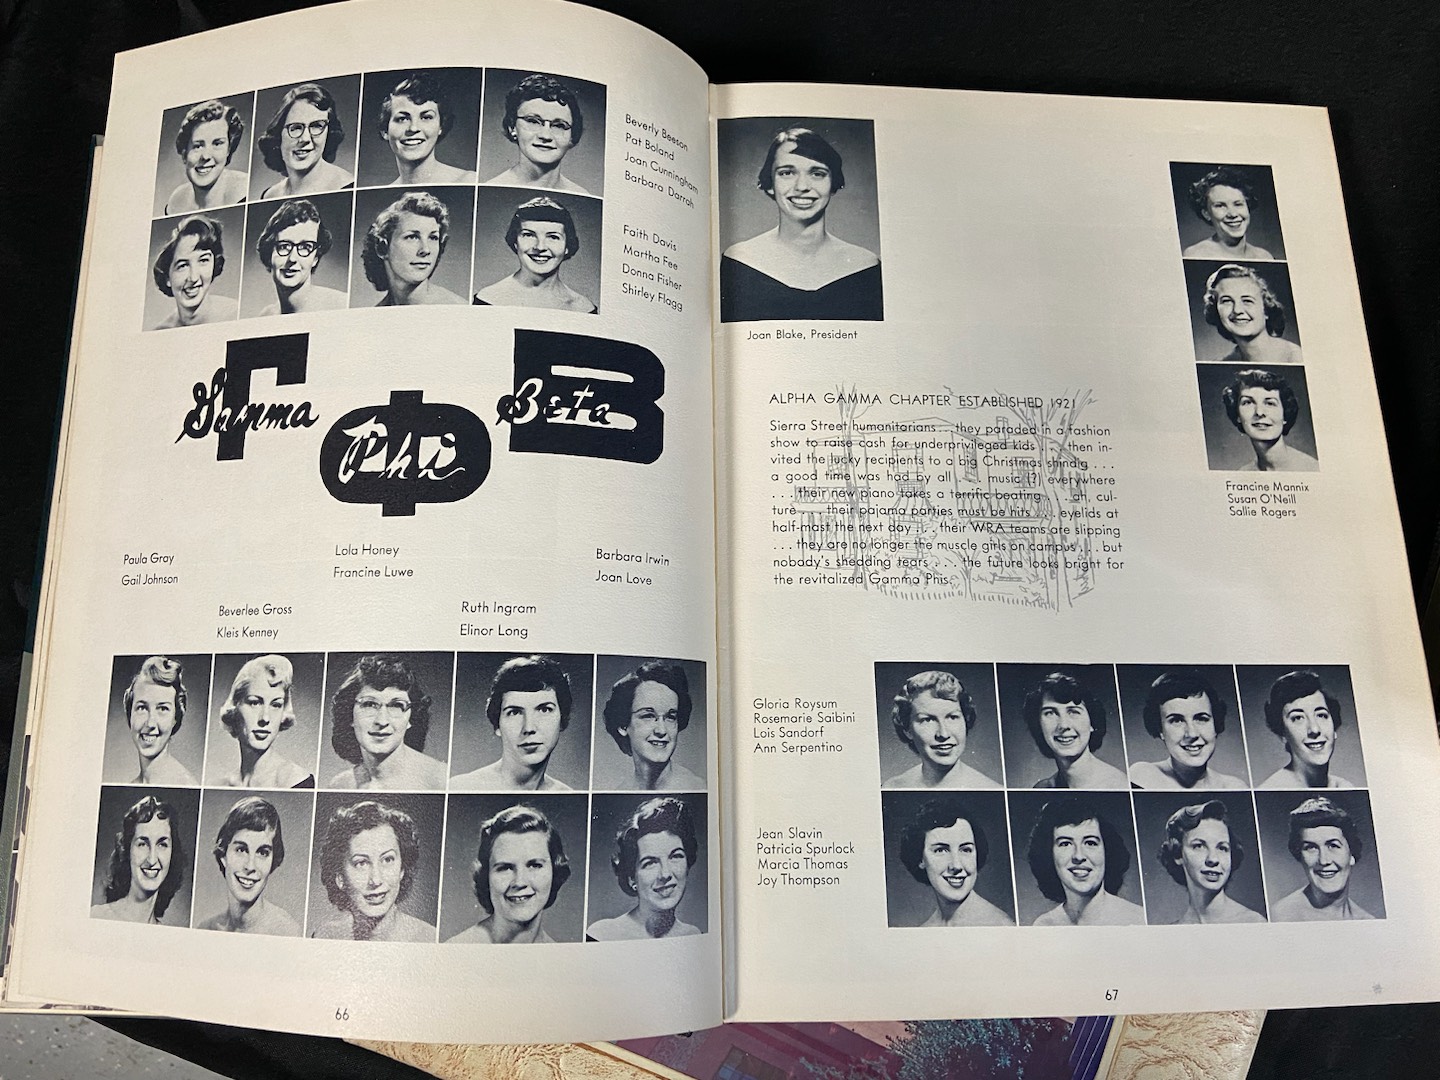 Beverly Beeson
Pat Boland
Joan Cunningham
Barbara Darrah
Faith Davis
Martha Fee
Donna Fisher
Shirley Flagg
Gamma
Phi
Beta
Γ
Φ
B
Paula Gray
Gail Johnson
Lola Honey
Francine Luwe
Barbara Irwin
Joan Love
Beverlee Gross
Kleis Kenney
Ruth Ingram
Elinor Long
66
Joan Blake, President
ALPHA GAMMA CHAPTER ESTABLISHED 1921
Sierra Street humanitarians . . . they paraded in a fashion
show to raise cash for underprivileged kids . . . then in-
vited the lucky recipients to a big Christmas shindig . . .
a good time was had by all . . . music (?) everywhere
. . . their new piano takes a terrific beating . . . ah, cul-
ture . . . their pajama parties must be hits . . . eyelids at
half-mast the next day . . . their WRA teams are slipping
. . . they are no longer the muscle girls on campus . . . but
nobody's shedding tears . . . the future looks bright for
the revitalized Gamma Phis.
Francine Mannix
Susan O'Neill
Sallie Rogers
Gloria Roysum
Rosemarie Saibini
Lois Sandorf
Ann Serpentino
Jean Slavin
Patricia Spurlock
Marcia Thomas
Joy Thompson
67